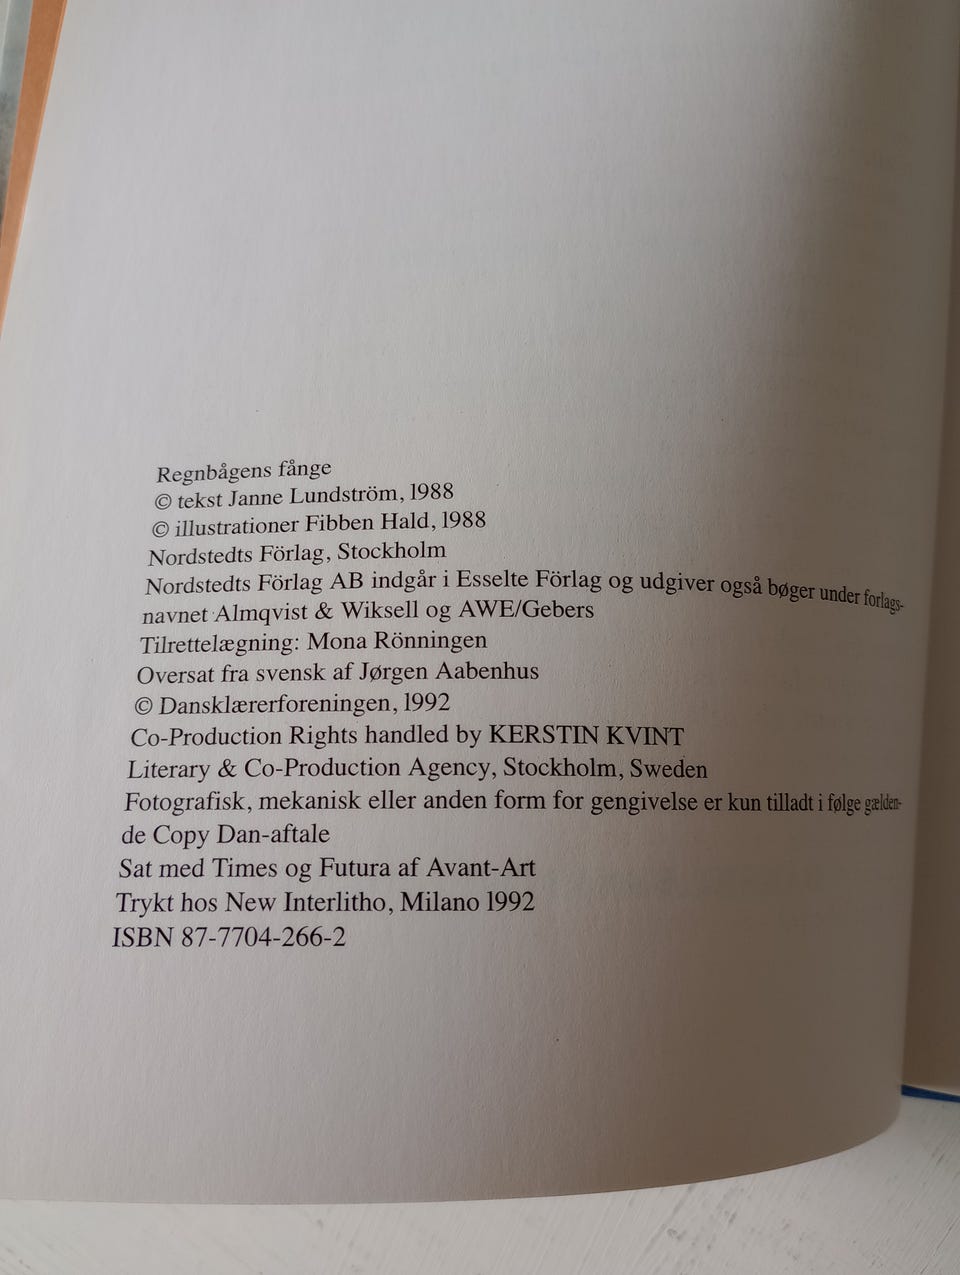 Regnbågens fånge
© tekst Janne Lundström, 1988
© illustrationer Fibben Hald, 1988
Nordstedts Förlag, Stockholm
Nordstedts Förlag AB indgår i Esselte Förlag og udgiver også bøger under forlags-
navnet Almqvist & Wiksell og AWE/Gebers
Tilrettelægning: Mona Rönningen
Oversat fra svensk af Jørgen Aabenhus
© Dansklærerforeningen, 1992
Co-Production Rights handled by KERSTIN KVINT
Literary & Co-Production Agency, Stockholm, Sweden
Fotografisk, mekanisk eller anden form for gengivelse er kun tilladt i følge gælden-
de Copy Dan-aftale
Sat med Times og Futura af Avant-Art
Trykt hos New Interlitho, Milano 1992
ISBN 87-7704-266-2